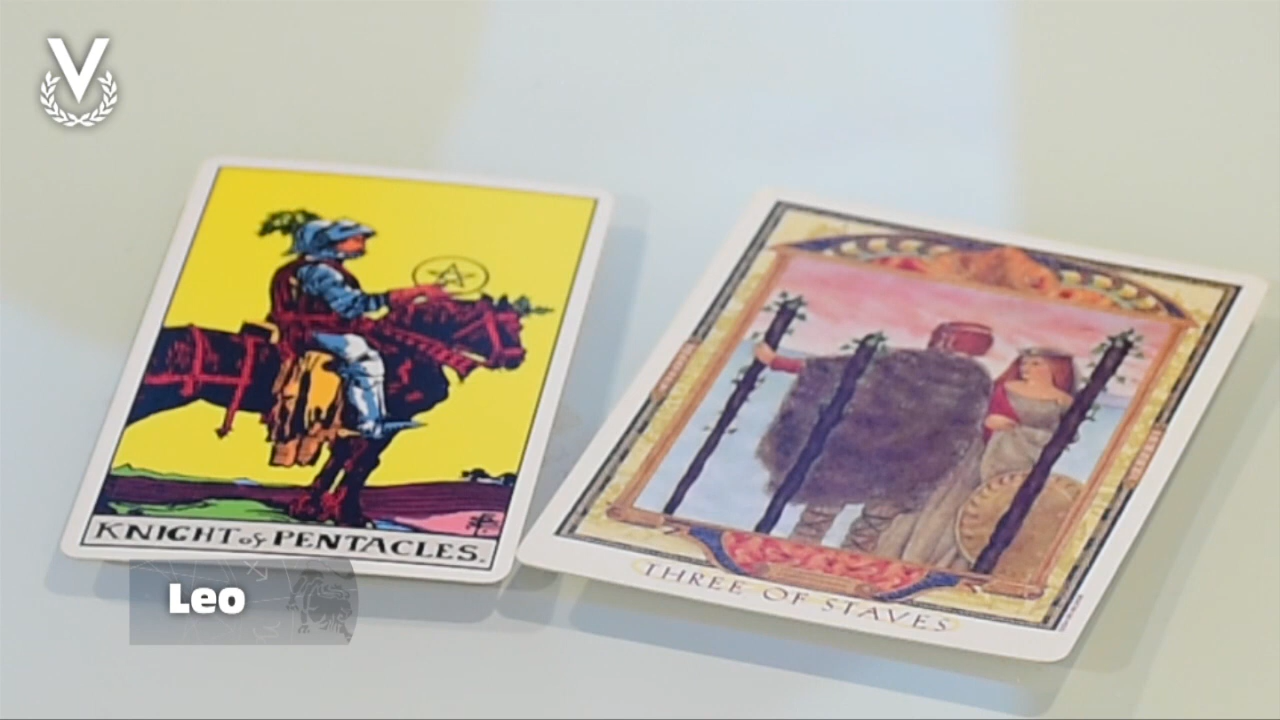 V
KNIGHT of PENTACLES.
THREE OF STAVES
Leo